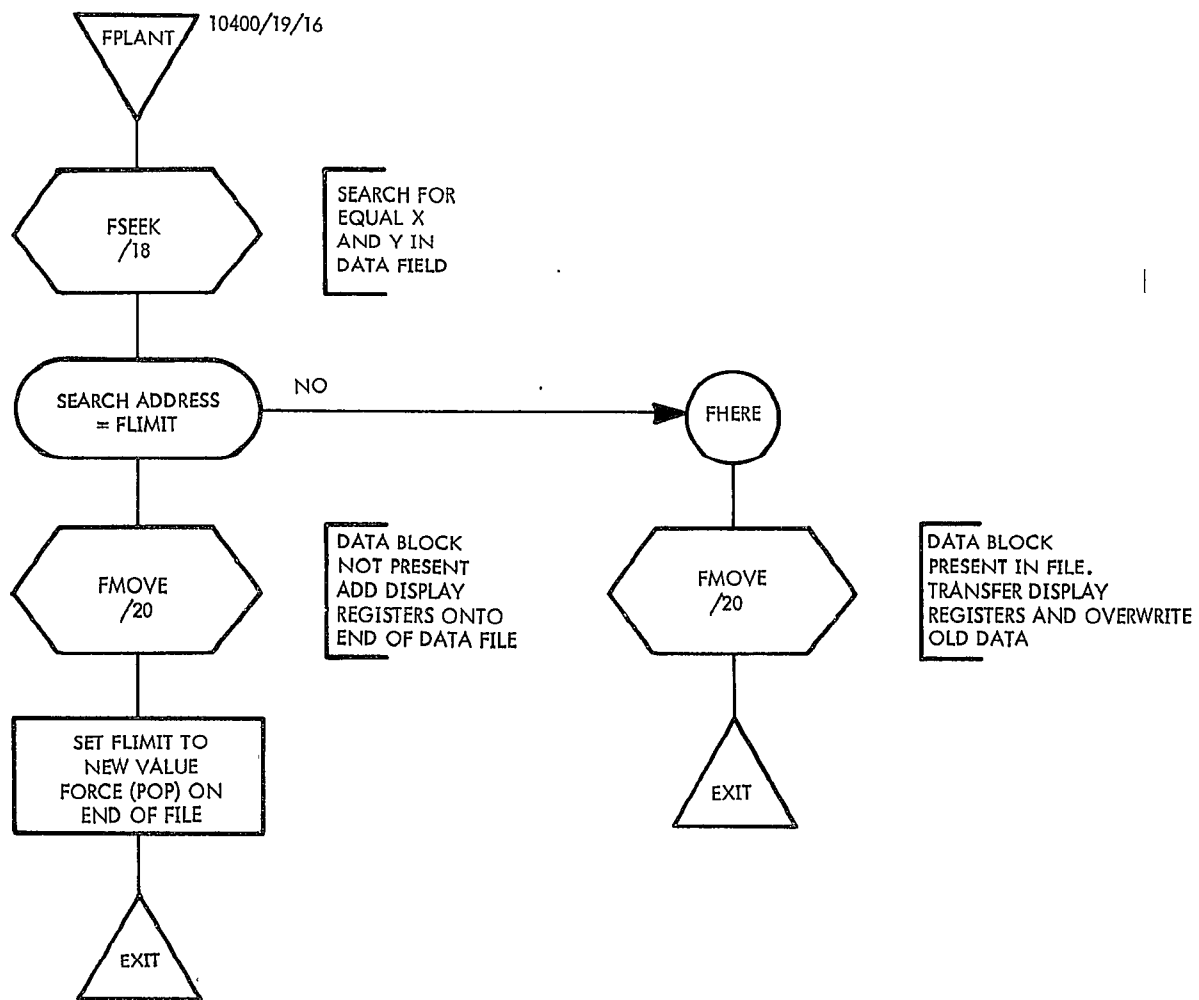 FPLANT
10400/19/16
FSEEK
/18
SEARCH FOR
EQUAL X
AND Y IN
DATA FIELD
SEARCH ADDRESS
= FLIMIT
NO
FHERE
FMOVE
/20
DATA BLOCK
NOT PRESENT
ADD DISPLAY
REGISTERS ONTO
END OF DATA FILE
FMOVE
/20
DATA BLOCK
PRESENT IN FILE.
TRANSFER DISPLAY
REGISTERS AND OVERWRITE
OLD DATA
SET FLIMIT TO
NEW VALUE
FORCE (POP) ON
END OF FILE
EXIT
EXIT